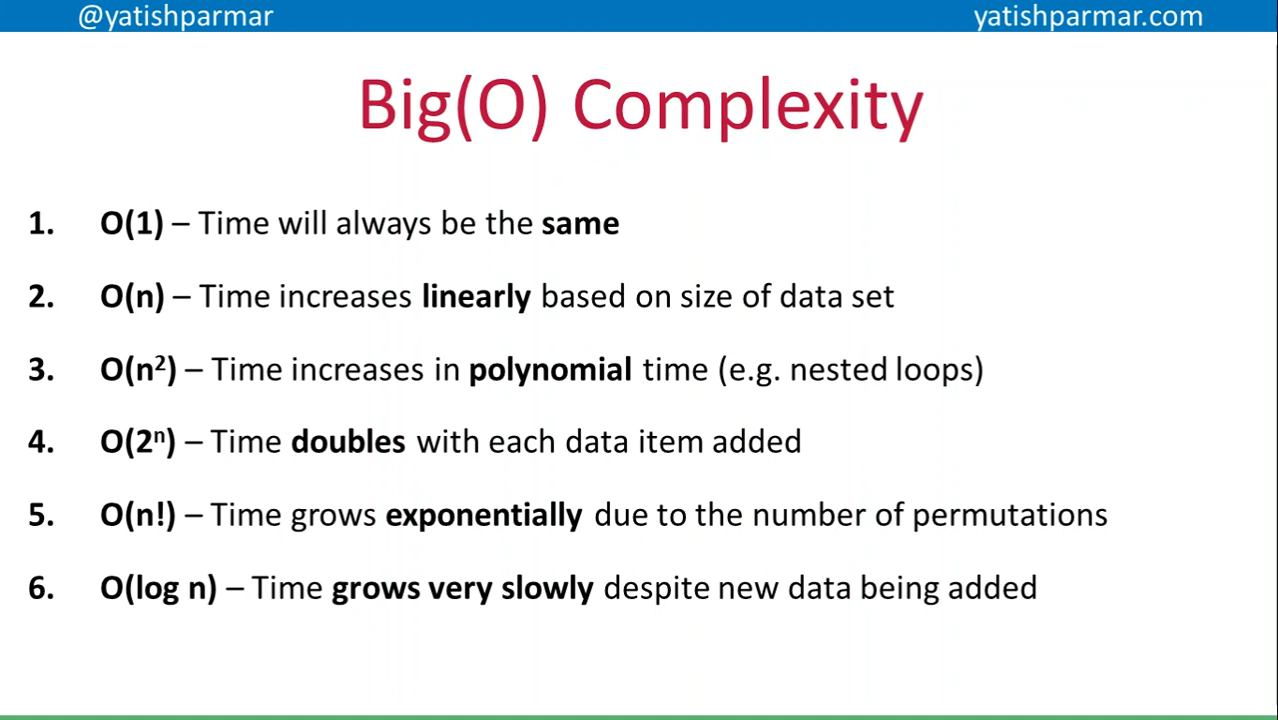 @yatishparmar yatishparmar.com
Big(O) Complexity
1. O(1) – Time will always be the same
2. O(n) – Time increases linearly based on size of data set
3. O(n²) – Time increases in polynomial time (e.g. nested loops)
4. O(2ⁿ) – Time doubles with each data item added
5. O(n!) – Time grows exponentially due to the number of permutations
6. O(log n) – Time grows very slowly despite new data being added